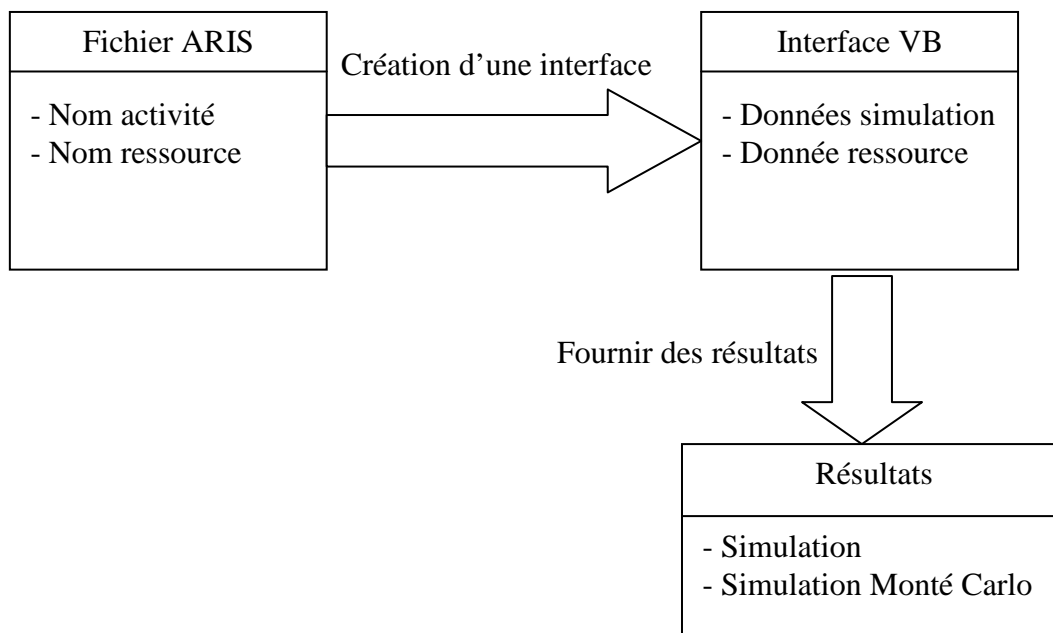 Fichier ARIS
- Nom activité
- Nom ressource
Création d'une interface
Interface VB
- Données simulation
- Donnée ressource
Fournir des résultats
Résultats
- Simulation
- Simulation Monté Carlo